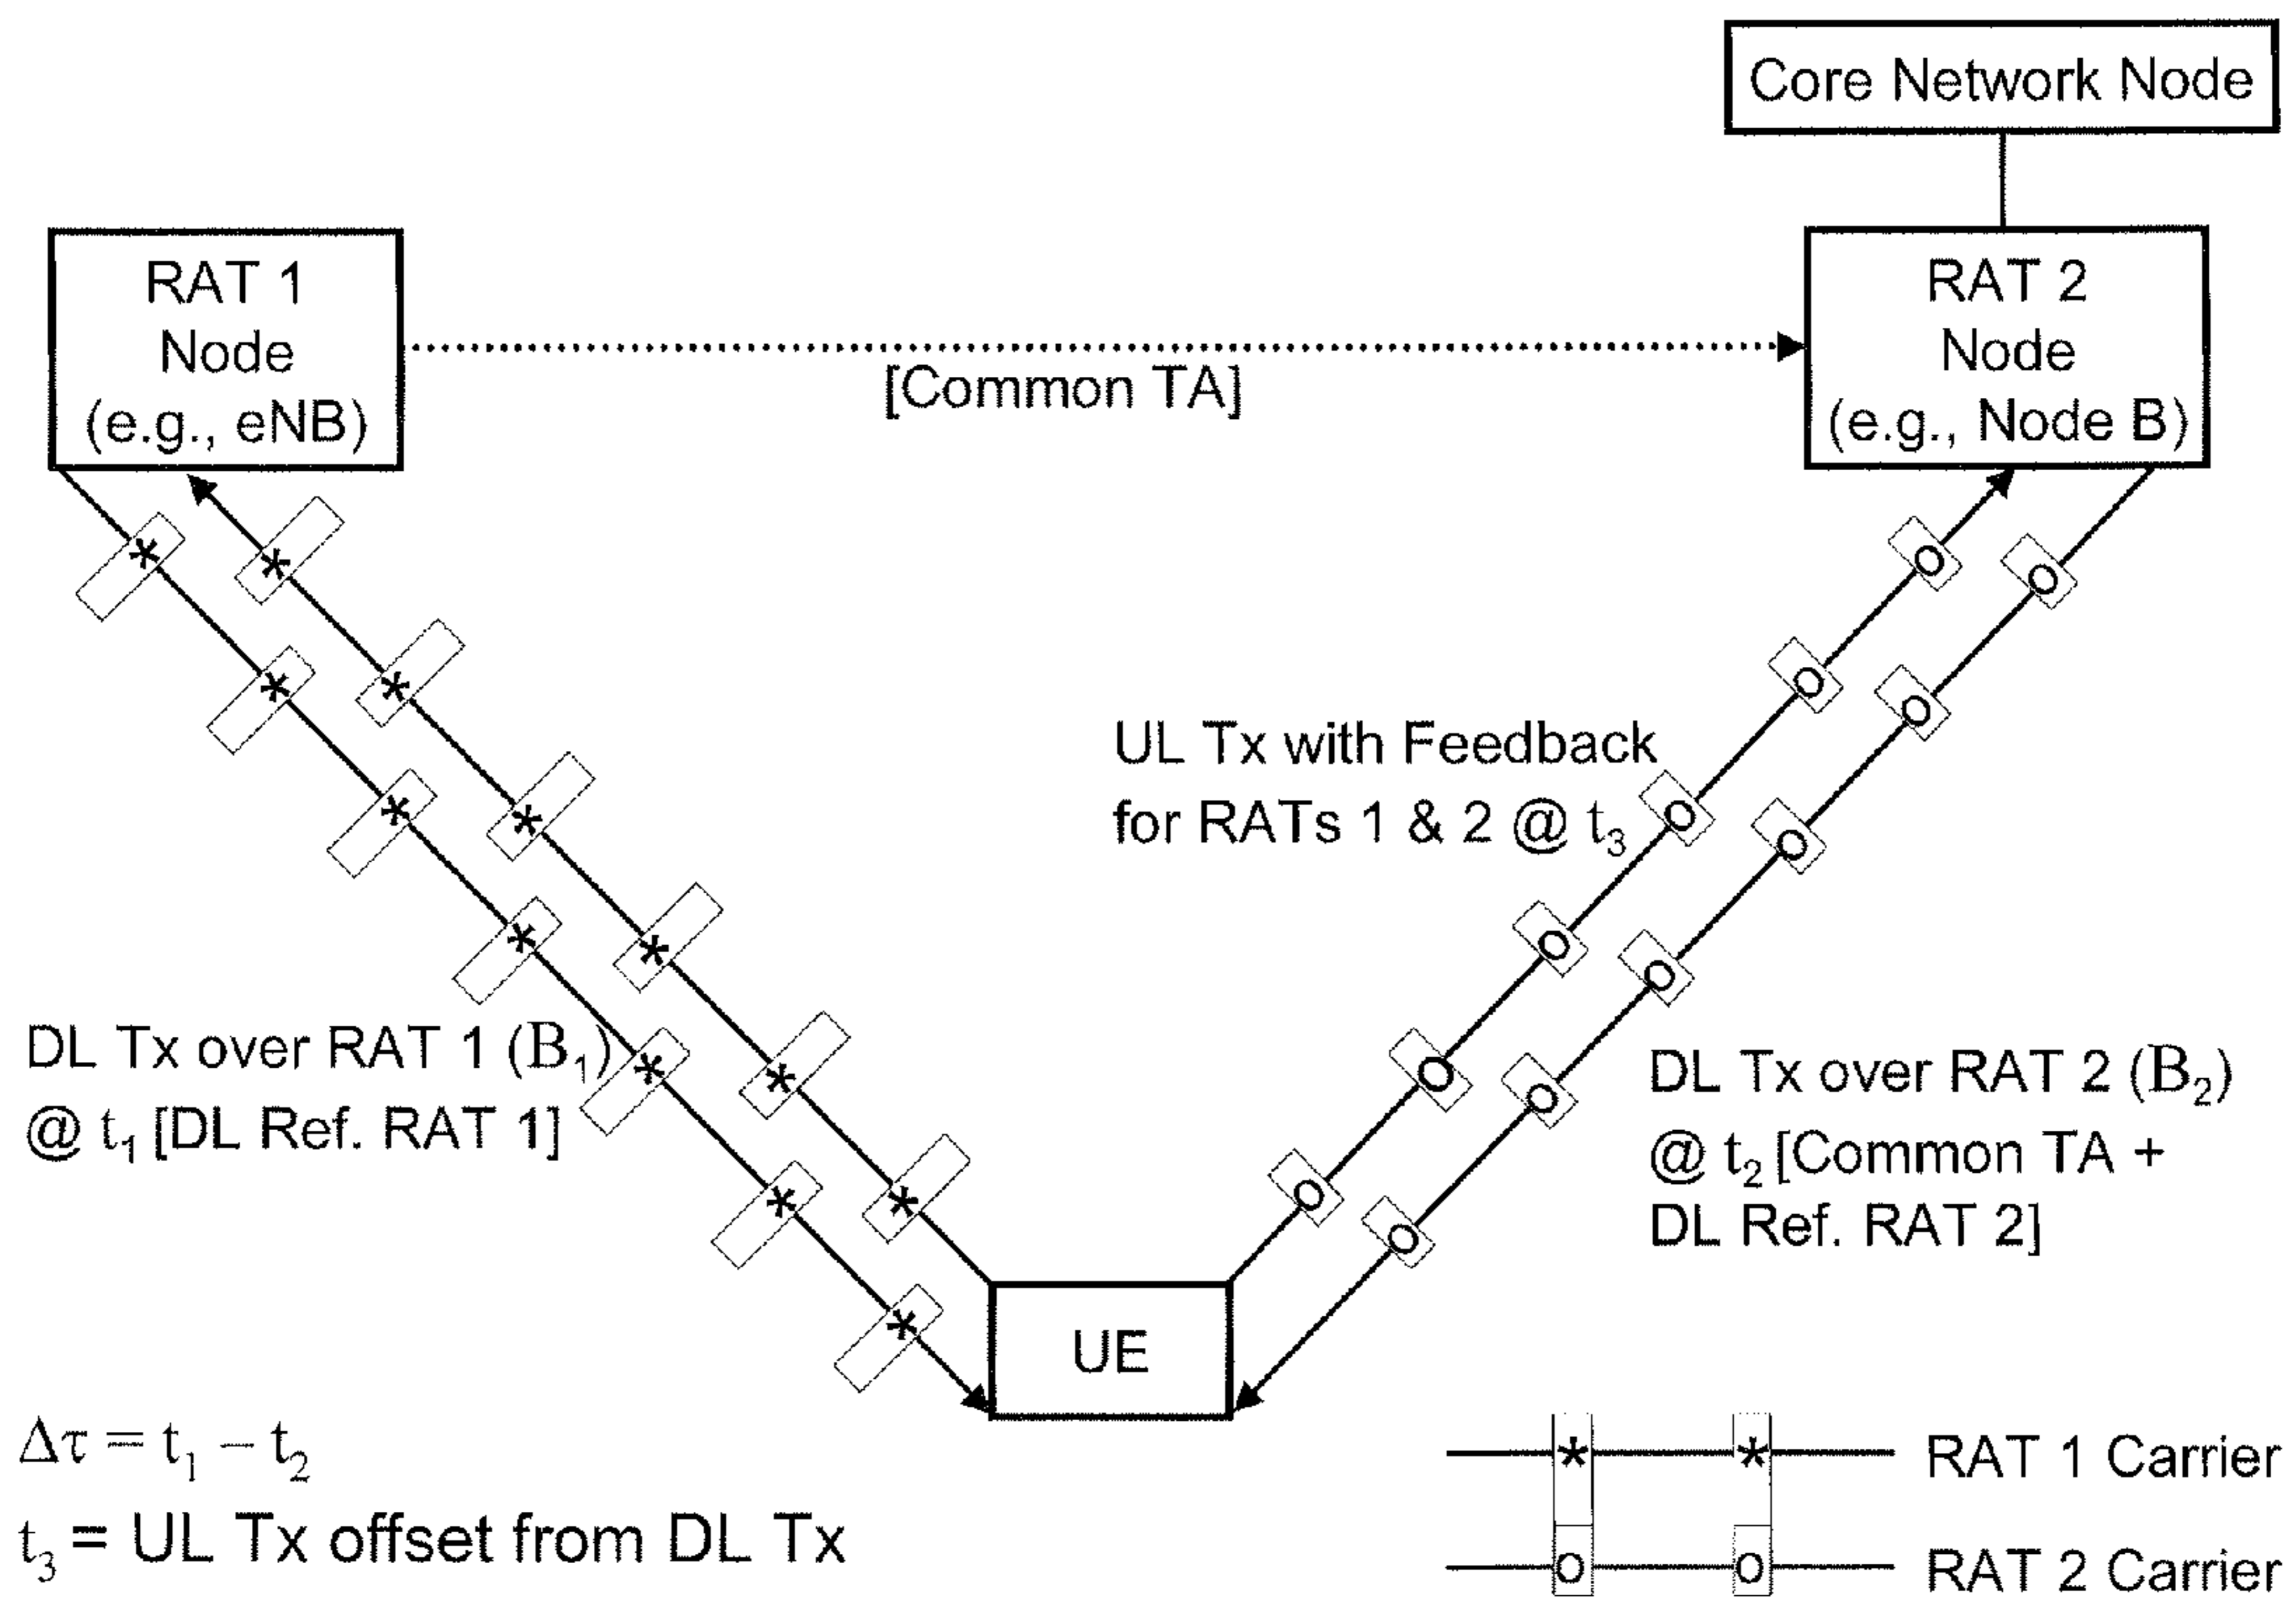 Core Network Node
RAT 1
Node
(e.g., eNB)
RAT 2
Node
(e.g., Node B)
[Common TA]
UL Tx with Feedback
for RATs 1 & 2 @ t₃
DL Tx over RAT 1 (B₁)
@ t₁ [DL Ref. RAT 1]
DL Tx over RAT 2 (B₂)
@ t₂ [Common TA +
DL Ref. RAT 2]
UE
Δτ = t₁ – t₂
t₃ = UL Tx offset from DL Tx
RAT 1 Carrier
RAT 2 Carrier